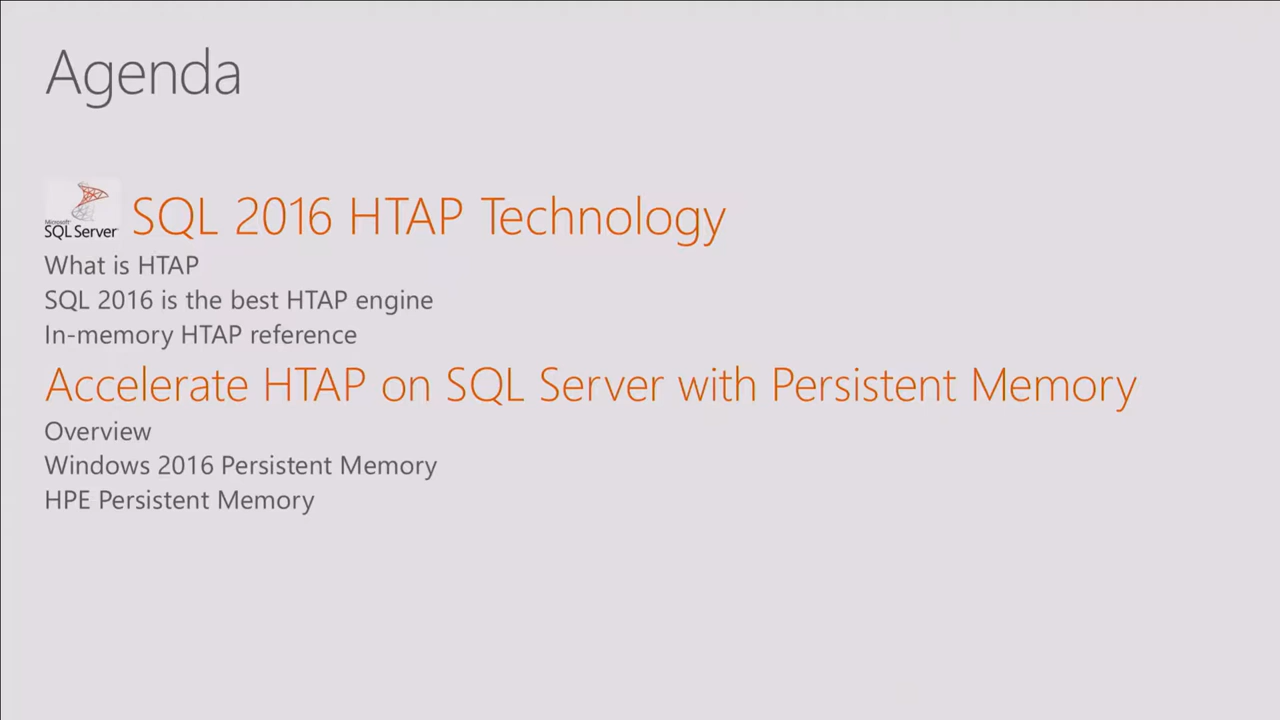 Agenda
Microsoft
SQL Server
SQL 2016 HTAP Technology
What is HTAP
SQL 2016 is the best HTAP engine
In-memory HTAP reference
Accelerate HTAP on SQL Server with Persistent Memory
Overview
Windows 2016 Persistent Memory
HPE Persistent Memory